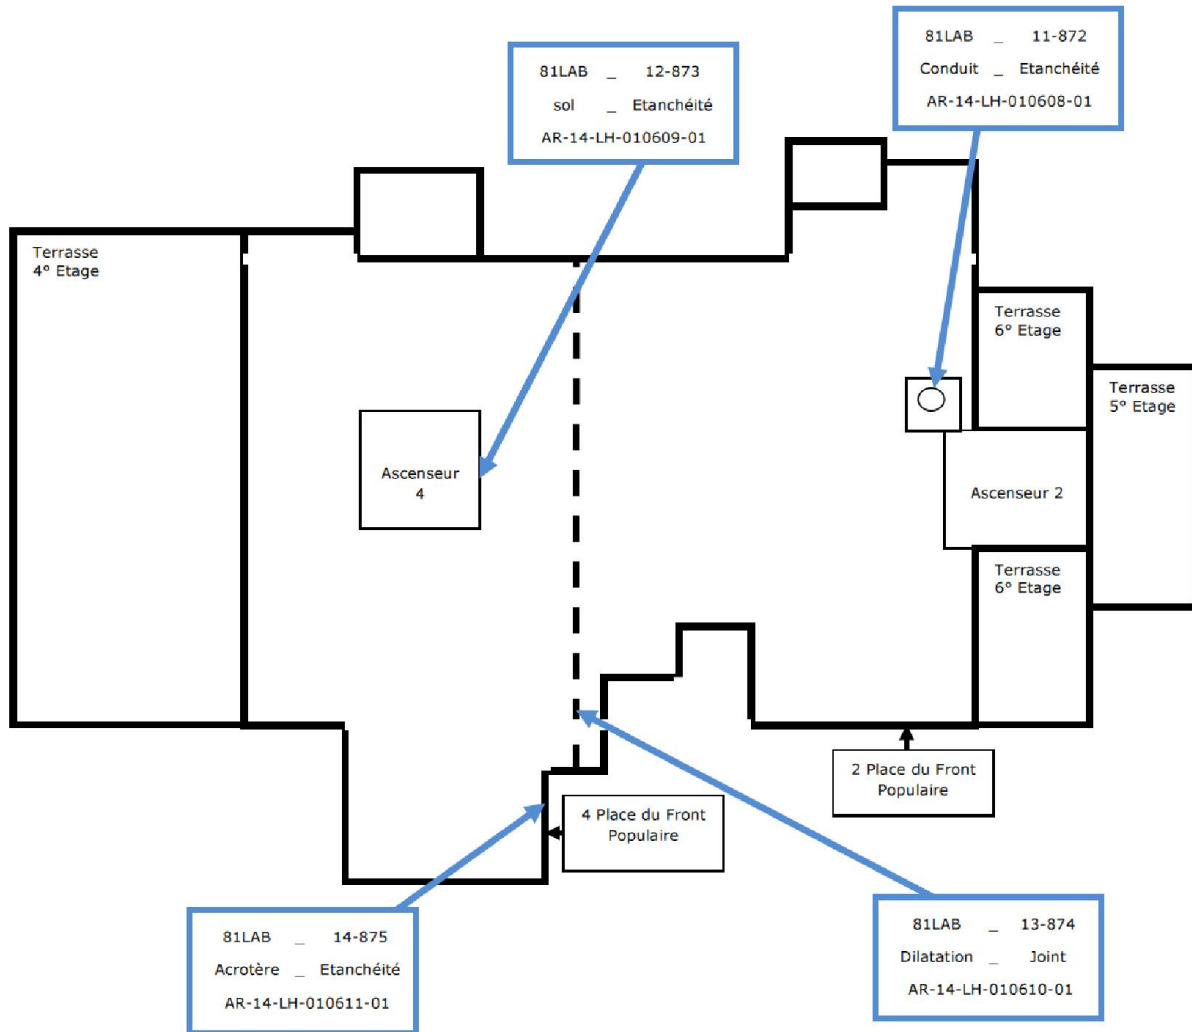 81LAB _ 11-872
Conduit _ Etanchéité
AR-14-LH-010608-01
81LAB _ 12-873
sol _ Etanchéité
AR-14-LH-010609-01
Terrasse
4° Etage
Terrasse
6° Etage
Terrasse
5° Etage
Ascenseur
4
Ascenseur 2
Terrasse
6° Etage
2 Place du Front
Populaire
4 Place du Front
Populaire
81LAB _ 14-875
Acrotère _ Etanchéité
AR-14-LH-010611-01
81LAB _ 13-874
Dilatation _ Joint
AR-14-LH-010610-01